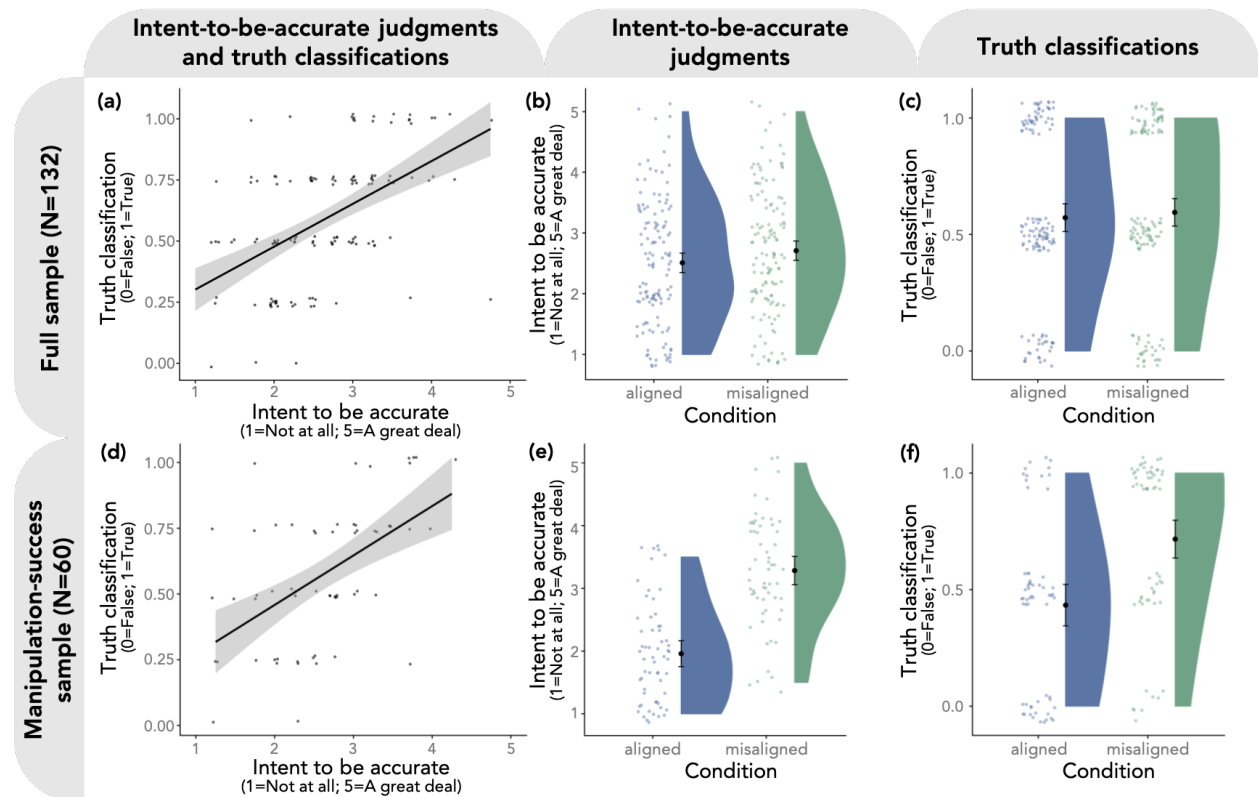 Intent-to-be-accurate judgments
and truth classifications
Intent-to-be-accurate
judgments
Truth classifications
Full sample (N=132)
(a)
Truth classification
(0=False; 1=True)
1.00
0.75
0.50
0.25
0.00
1 2 3 4 5
Intent to be accurate
(1=Not at all; 5=A great deal)
(b)
Intent to be accurate
(1=Not at all; 5=A great deal)
5
4
3
2
1
aligned misaligned
Condition
(c)
Truth classification
(0=False; 1=True)
1.0
0.5
0.0
aligned misaligned
Condition
Manipulation-success
sample (N=60)
(d)
Truth classification
(0=False; 1=True)
1.00
0.75
0.50
0.25
0.00
1 2 3 4 5
Intent to be accurate
(1=Not at all; 5=A great deal)
(e)
Intent to be accurate
(1=Not at all; 5=A great deal)
5
4
3
2
1
aligned misaligned
Condition
(f)
Truth classification
(0=False; 1=True)
1.0
0.5
0.0
aligned misaligned
Condition